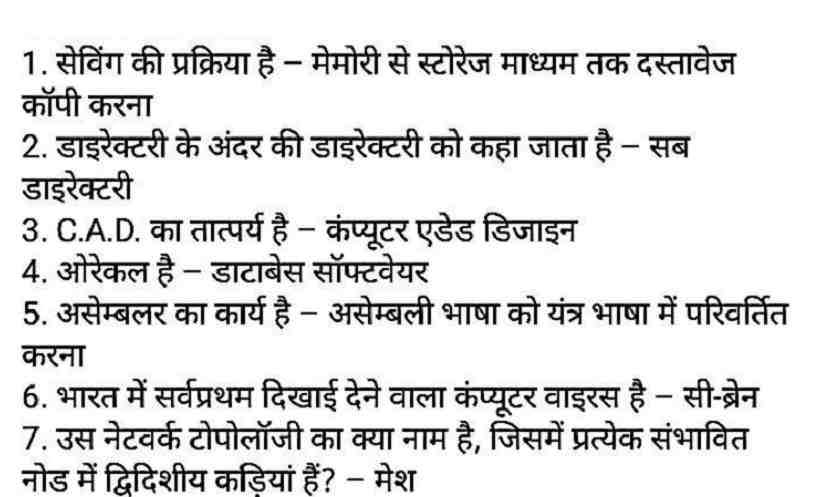 1. सेविंग की प्रक्रिया है – मेमोरी से स्टोरेज माध्यम तक दस्तावेज
कॉपी करना
2. डाइरेक्टरी के अंदर की डाइरेक्टरी को कहा जाता है – सब
डाइरेक्टरी
3. C.A.D. का तात्पर्य है – कंप्यूटर एडेड डिजाइन
4. ओरेकल है – डाटाबेस सॉफ्टवेयर
5. असेम्बलर का कार्य है – असेम्बली भाषा को यंत्र भाषा में परिवर्तित
करना
6. भारत में सर्वप्रथम दिखाई देने वाला कंप्यूटर वाइरस है – सी-ब्रेन
7. उस नेटवर्क टोपोलॉजी का क्या नाम है, जिसमें प्रत्येक संभावित
नोड में द्विदिशीय कड़ियां हैं? – मेश